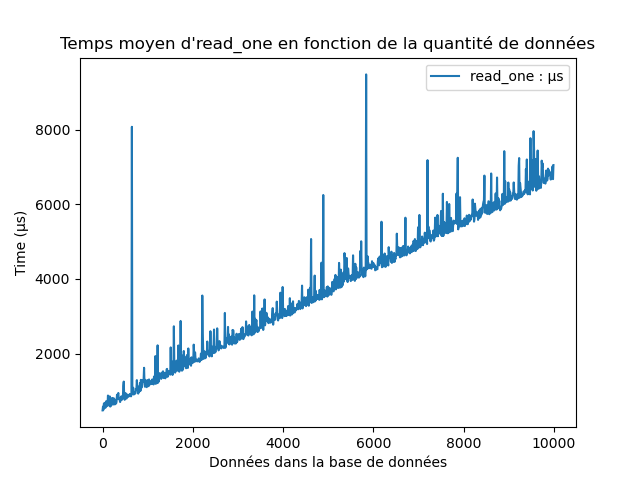 Temps moyen d'read_one en fonction de la quantité de données
read_one : µs
8000
6000
4000
2000
Time (µs)
0 2000 4000 6000 8000 10000
Données dans la base de données